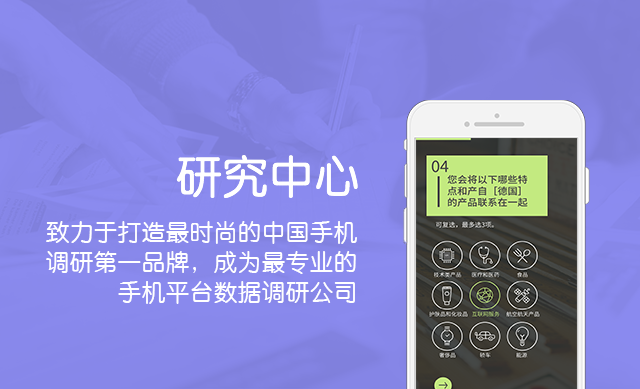 研究中心
致力于打造最时尚的中国手机
调研第一品牌，成为最专业的
手机平台数据调研公司
04
您会将以下哪些特
点和产自［德国］
的产品联系在一起
可复选，最多选3项。
技术类产品 医疗和医药 食品
护肤品和化妆品 互联网服务 航空航天产品
奢侈品 轿车 能源